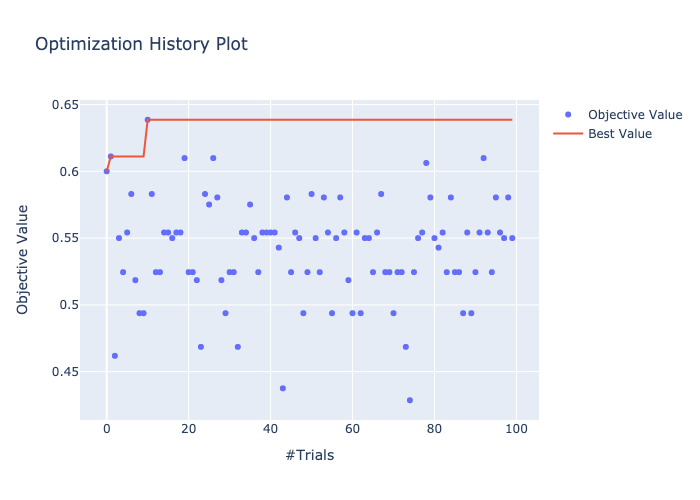 Optimization History Plot
Objective Value
Best Value
0.65
0.6
0.55
0.5
0.45
Objective Value
0
20
40
60
80
100
#Trials